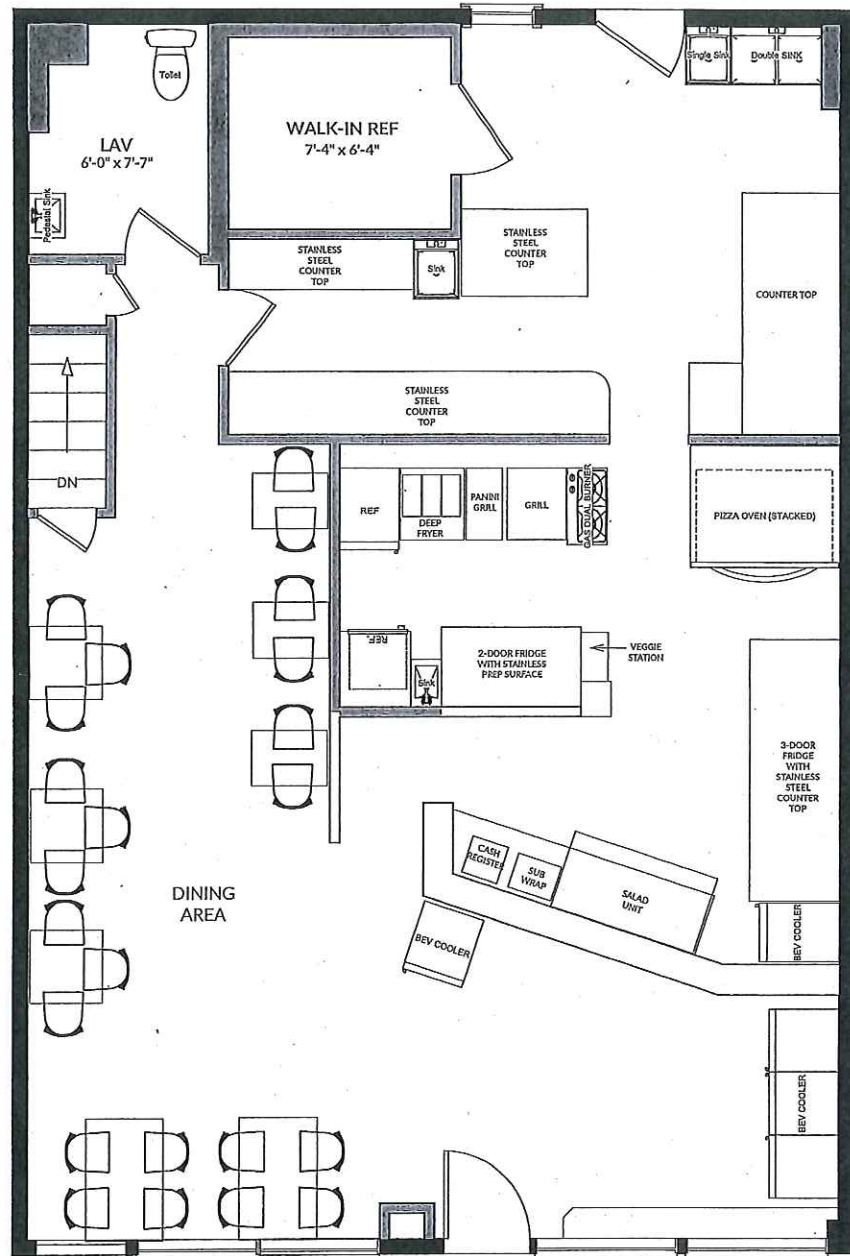 Toilet
Single Sink
Double SINK
LAV
6'-0" x 7'-7"
WALK-IN REF
7'-4" x 6'-4"
Pedestal Sink
STAINLESS
STEEL
COUNTER
TOP
Sink
STAINLESS
STEEL
COUNTER
TOP
COUNTER TOP
STAINLESS
STEEL
COUNTER
TOP
DN
REF
DEEP
FRYER
PANINI
GRILL
GRILL
GAS DUAL BURNER
PIZZA OVEN (STACKED)
REF.
Sink
2-DOOR FRIDGE
WITH STAINLESS
PREP SURFACE
VEGGIE
STATION
3-DOOR
FRIDGE
WITH
STAINLESS
STEEL
COUNTER
TOP
CASH
REGISTER
SUB
WRAP
SALAD
UNIT
DINING
AREA
BEV COOLER
BEV COOLER
BEV COOLER